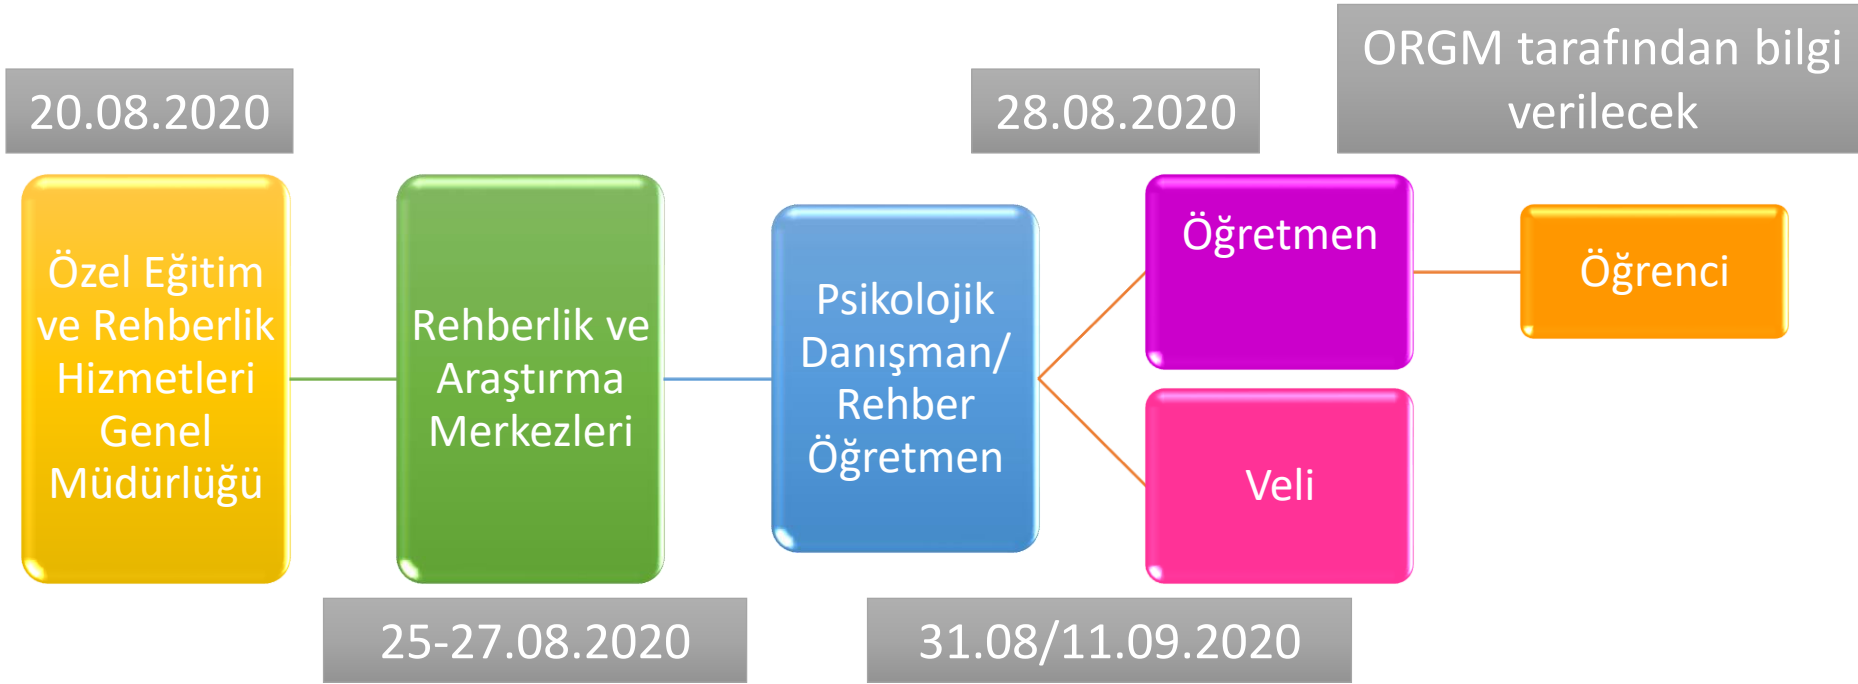 20.08.2020
Özel Eğitim
ve Rehberlik
Hizmetleri
Genel
Müdürlüğü
Rehberlik ve
Araştırma
Merkezleri
25-27.08.2020
Psikolojik
Danışman/
Rehber
Öğretmen
28.08.2020
Öğretmen
Veli
31.08/11.09.2020
ORGM tarafından bilgi
verilecek
Öğrenci